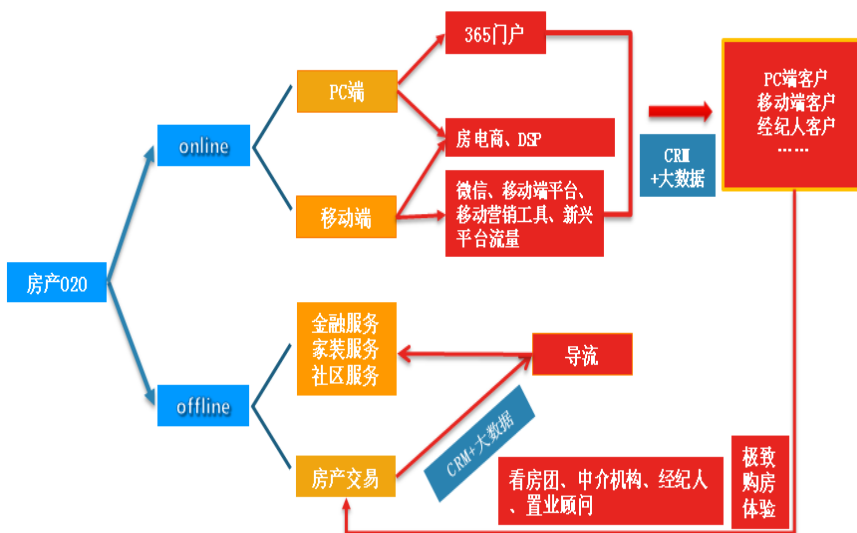 365门户
PC端
房电商、DSP
online
微信、移动端平台、
移动营销工具、新兴
平台流量
移动端
CRM
+大数据
PC端客户
移动端客户
经纪人客户
……
房产O2O
金融服务
家装服务
社区服务
导流
offline
CRM+大数据
房产交易
看房团、中介机构、经纪人
、置业顾问
极致
购房
体验